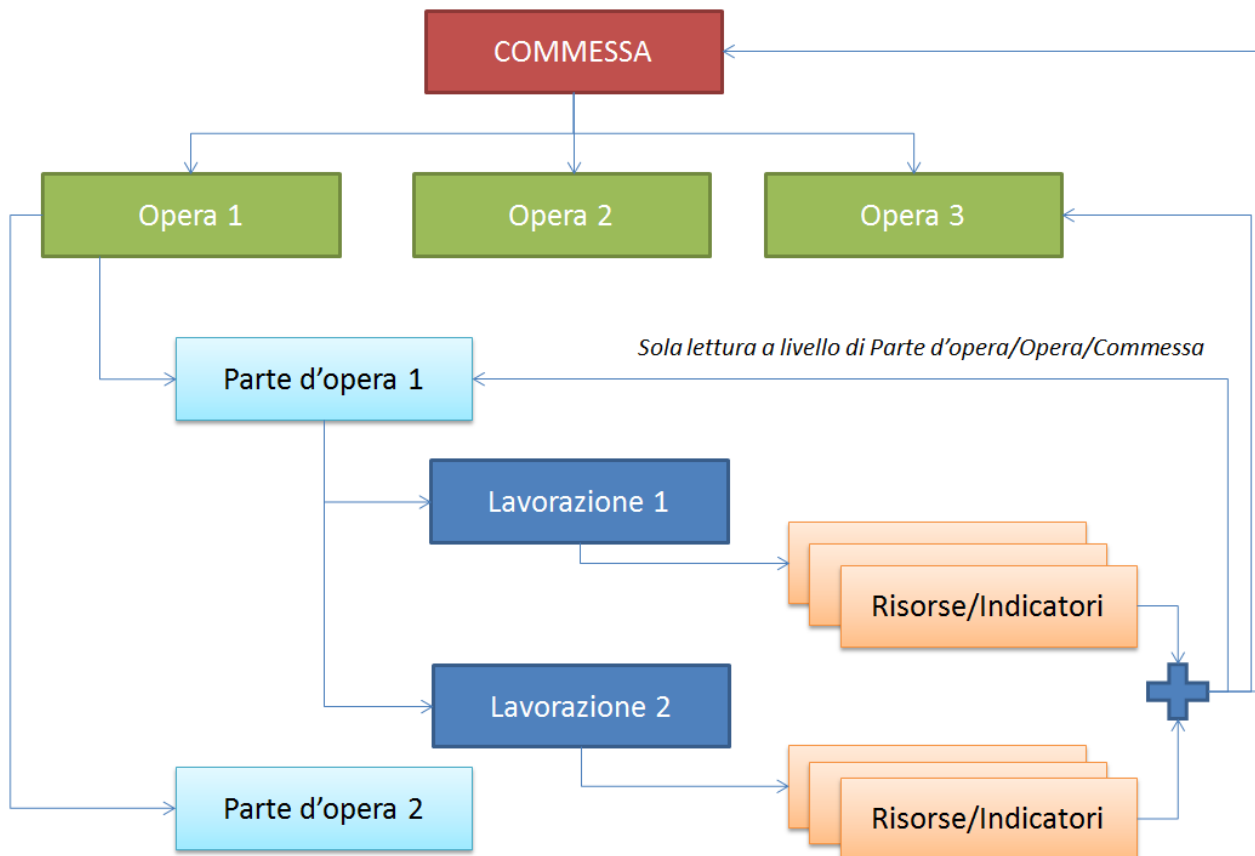 COMMESSA
Opera 1
Opera 2
Opera 3
Sola lettura a livello di Parte d’opera/Opera/Commessa
Parte d’opera 1
Lavorazione 1
Risorse/Indicatori
Lavorazione 2
Parte d’opera 2
Risorse/Indicatori